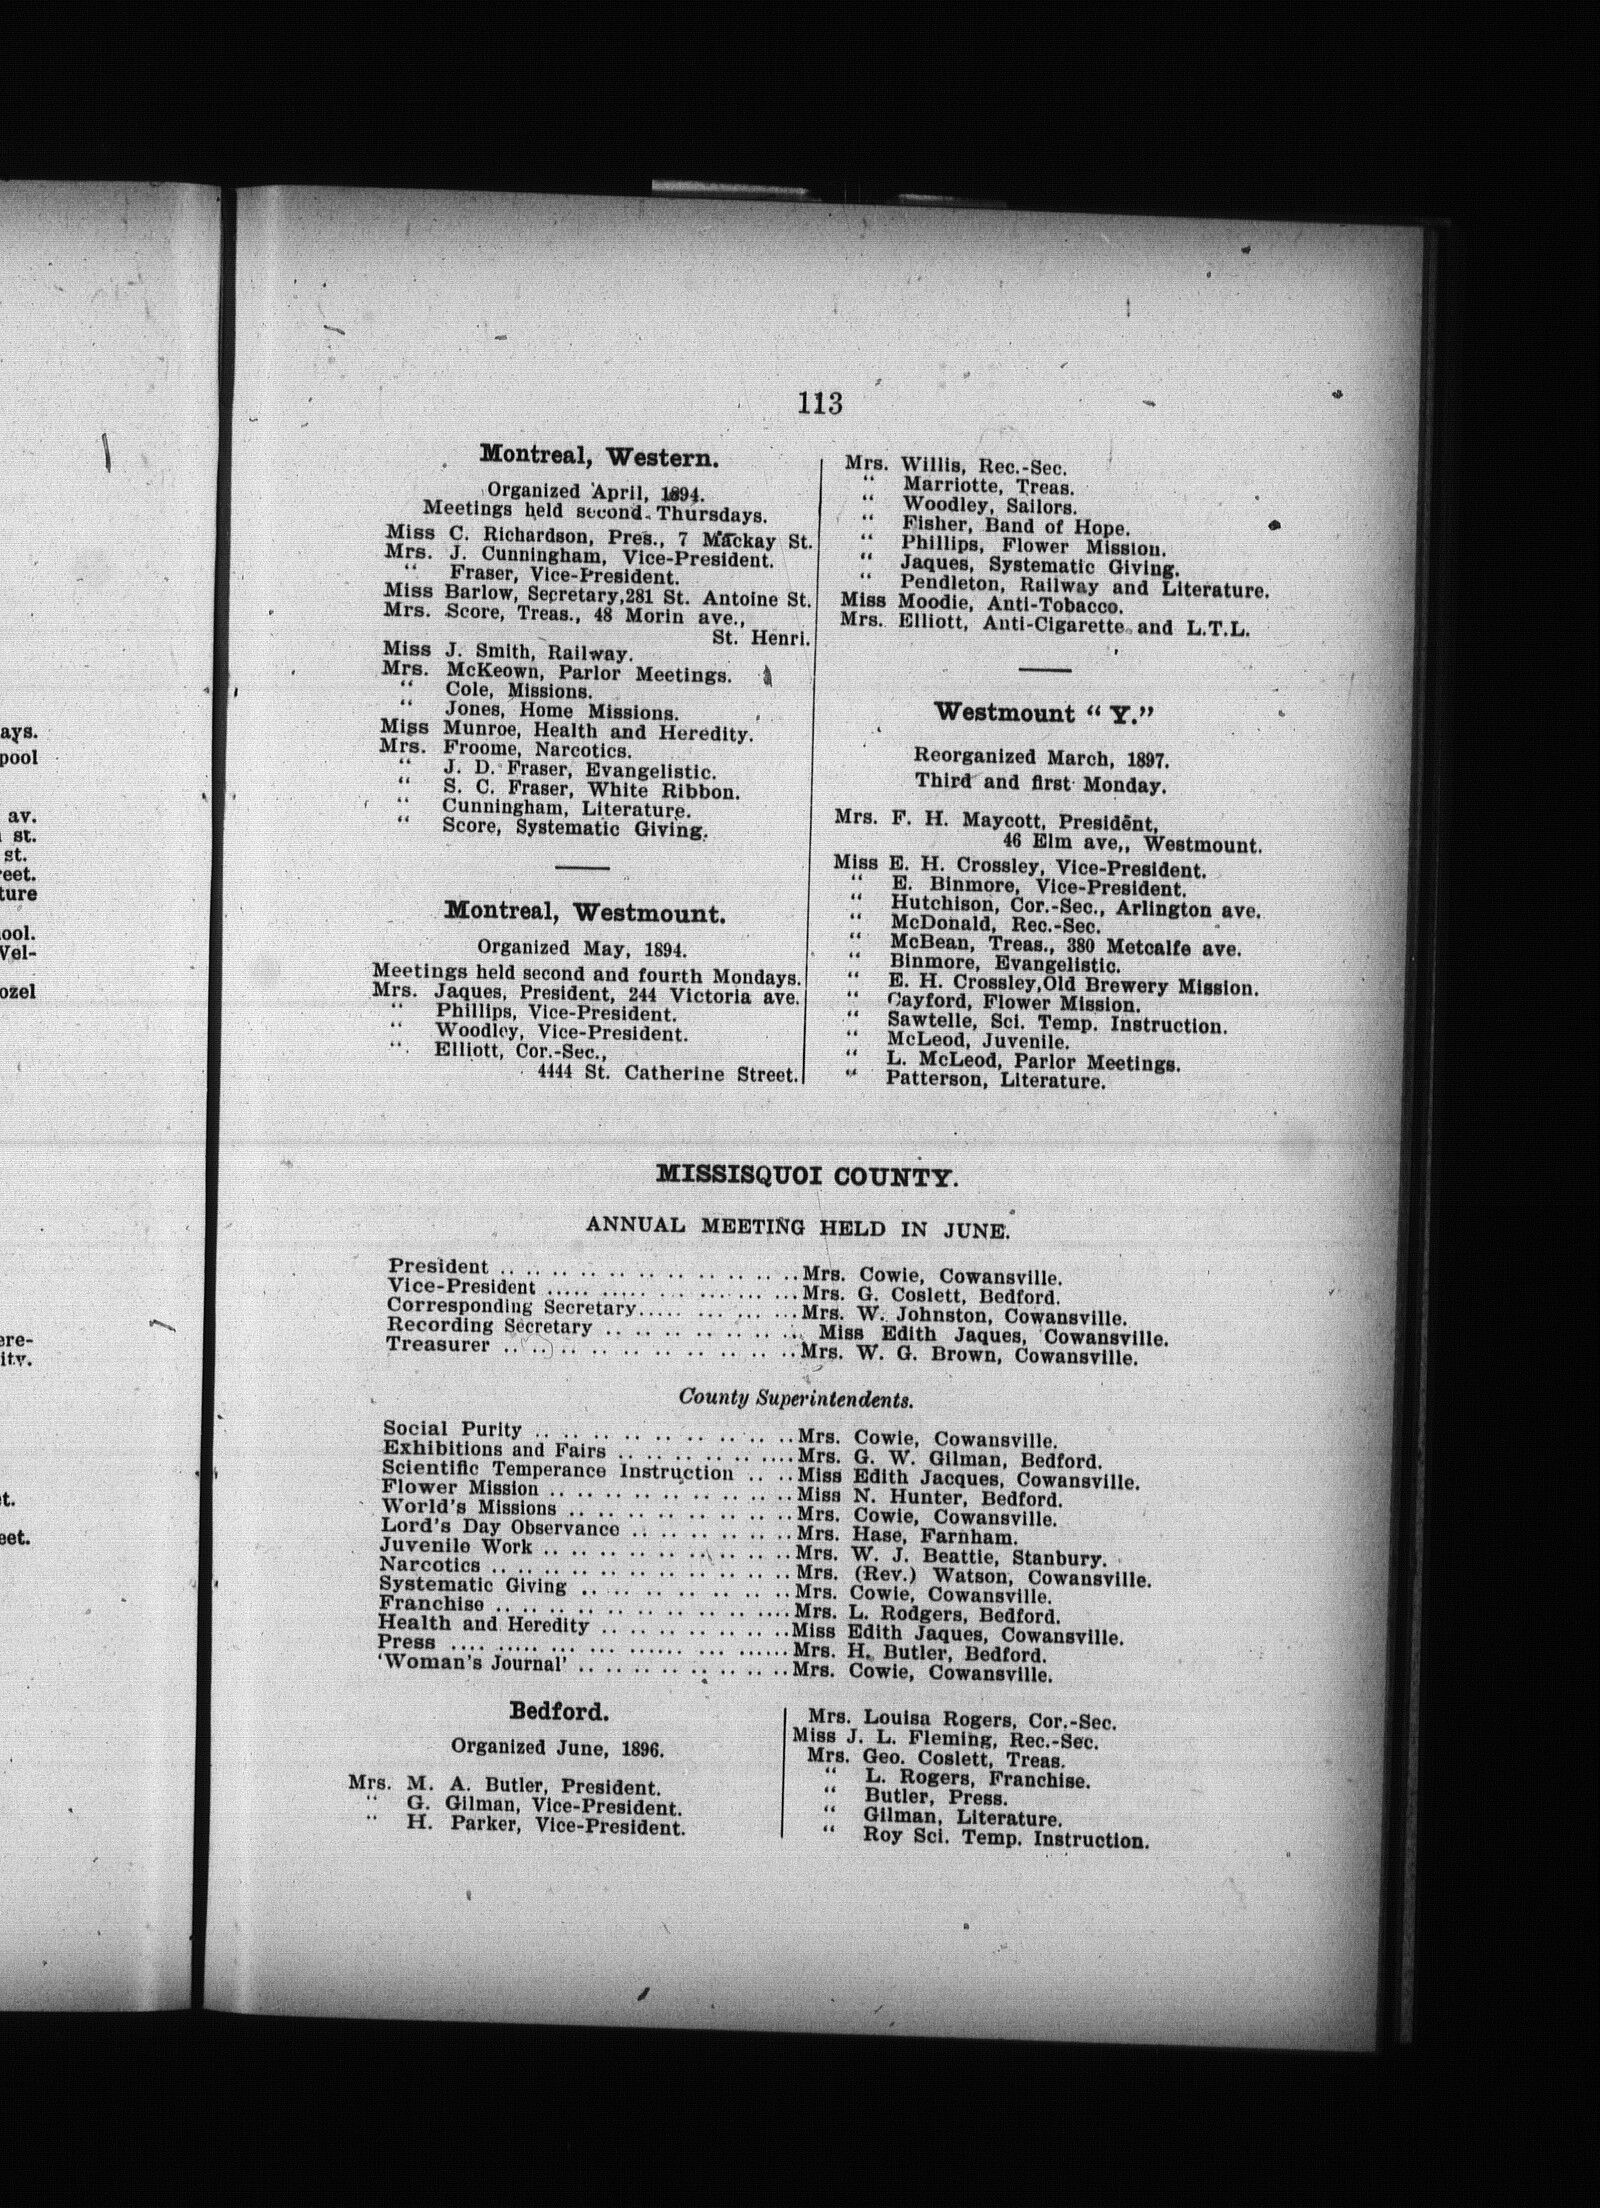 ays.
pool
av.
st.
st.
eet.
ture
ool.
Vel-
ozel
ere-
ity.
et.
eet.
113
Montreal, Western.
Organized April, 1894.
Meetings held second Thursdays.
Miss C. Richardson, Pres., 7 Mackay St.
Mrs. J. Cunningham, Vice-President.
“ Fraser, Vice-President.
Miss Barlow, Secretary,281 St. Antoine St.
Mrs. Score, Treas., 48 Morin ave.,
St. Henri.
Miss J. Smith, Railway.
Mrs. McKeown, Parlor Meetings.
“ Cole, Missions.
“ Jones, Home Missions.
Miss Munroe, Health and Heredity.
Mrs. Froome, Narcotics.
“ J. D. Fraser, Evangelistic.
“ S. C. Fraser, White Ribbon.
“ Cunningham, Literature.
“ Score, Systematic Giving.
Montreal, Westmount.
Organized May, 1894.
Meetings held second and fourth Mondays.
Mrs. Jaques, President, 244 Victoria ave.
“ Phillips, Vice-President.
“ Woodley, Vice-President.
“ Elliott, Cor.-Sec.,
4444 St. Catherine Street.
Mrs. Willis, Rec.-Sec.
“ Marriotte, Treas.
“ Woodley, Sailors.
“ Fisher, Band of Hope.
“ Phillips, Flower Mission.
“ Jaques, Systematic Giving.
“ Pendleton, Railway and Literature.
Miss Moodie, Anti-Tobacco.
Mrs. Elliott, Anti-Cigarette and L.T.L.
Westmount “ Y.”
Reorganized March, 1897.
Third and first Monday.
Mrs. F. H. Maycott, President,
46 Elm ave,, Westmount.
Miss E. H. Crossley, Vice-President.
“ E. Binmore, Vice-President.
“ Hutchison, Cor.-Sec., Arlington ave.
“ McDonald, Rec.-Sec.
“ McBean, Treas., 380 Metcalfe ave.
“ Binmore, Evangelistic.
“ E. H. Crossley,Old Brewery Mission.
“ Cayford, Flower Mission.
“ Sawtelle, Sci. Temp. Instruction.
“ McLeod, Juvenile.
“ L. McLeod, Parlor Meetings.
“ Patterson, Literature.
MISSISQUOI COUNTY.
ANNUAL MEETING HELD IN JUNE.
President .. .. .. .. .. .. .. .. .. .. ..Mrs. Cowie, Cowansville.
Vice-President ..... ...... ... ... ... ...Mrs. G. Coslett, Bedford.
Corresponding Secretary..... ... ... ...Mrs. W. Johnston, Cowansville.
Recording Secretary .. .. .. .. .. .. .. Miss Edith Jaques, Cowansville.
Treasurer .. .. .. .. .. .. .. .. .. .. ..Mrs. W. G. Brown, Cowansville.
County Superintendents.
Social Purity .. .. .. .. .. .. .. .. .. ..Mrs. Cowie, Cowansville.
Exhibitions and Fairs .. .. .. .. .. ....Mrs. G. W. Gilman, Bedford.
Scientific Temperance Instruction .. ..Miss Edith Jacques, Cowansville.
Flower Mission .. .. .. .. .. .. .. .. ..Miss N. Hunter, Bedford.
World's Missions .. .. .. .. .. .. .. ..Mrs. Cowie, Cowansville.
Lord's Day Observance .. .. .. .. .. ..Mrs. Hase, Farnham.
Juvenile Work .. .. .. .. .. .. .. .. ..Mrs. W. J. Beattie, Stanbury.
Narcotics .. .. .. .. .. .. .. .. .. .. ..Mrs. (Rev.) Watson, Cowansville.
Systematic Giving .. .. .. .. .. .. .. ..Mrs. Cowie, Cowansville.
Franchise .. .. .. .. .. .. .. .. .. ....Mrs. L. Rodgers, Bedford.
Health and Heredity .. .. .. .. .. .. ..Miss Edith Jaques, Cowansville.
Press .... ..... ... ... ...... ... ......Mrs. H. Butler, Bedford.
'Woman's Journal' .. .. .. .. .. .. .. ..Mrs. Cowie, Cowansville.
Bedford.
Organized June, 1896.
Mrs. M. A. Butler, President.
“ G. Gilman, Vice-President.
“ H. Parker, Vice-President.
Mrs. Louisa Rogers, Cor.-Sec.
Miss J. L. Fleming, Rec.-Sec.
Mrs. Geo. Coslett, Treas.
“ L. Rogers, Franchise.
“ Butler, Press.
“ Gilman, Literature.
“ Roy Sci. Temp. Instruction.